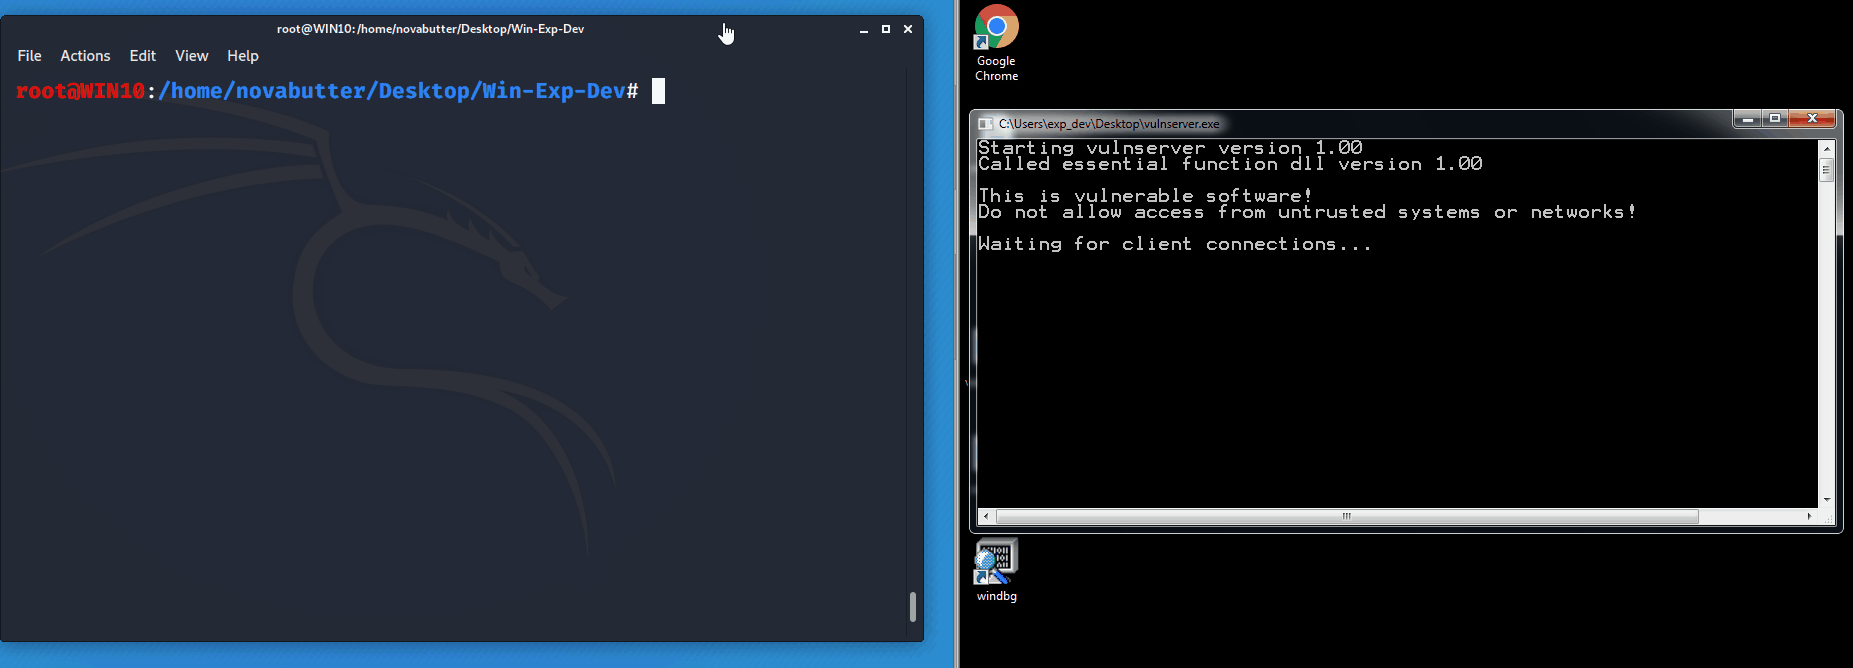 root@WIN10:/home/novabutter/Desktop/Win-Exp-Dev
File Actions Edit View Help
root@WIN10:/home/novabutter/Desktop/Win-Exp-Dev#
Google
Chrome
C:\Users\exp_dev\Desktop\vulnserver.exe
Starting vulnserver version 1.00
Called essential function dll version 1.00
This is vulnerable software!
Do not allow access from untrusted systems or networks!
Waiting for client connections...
windbg